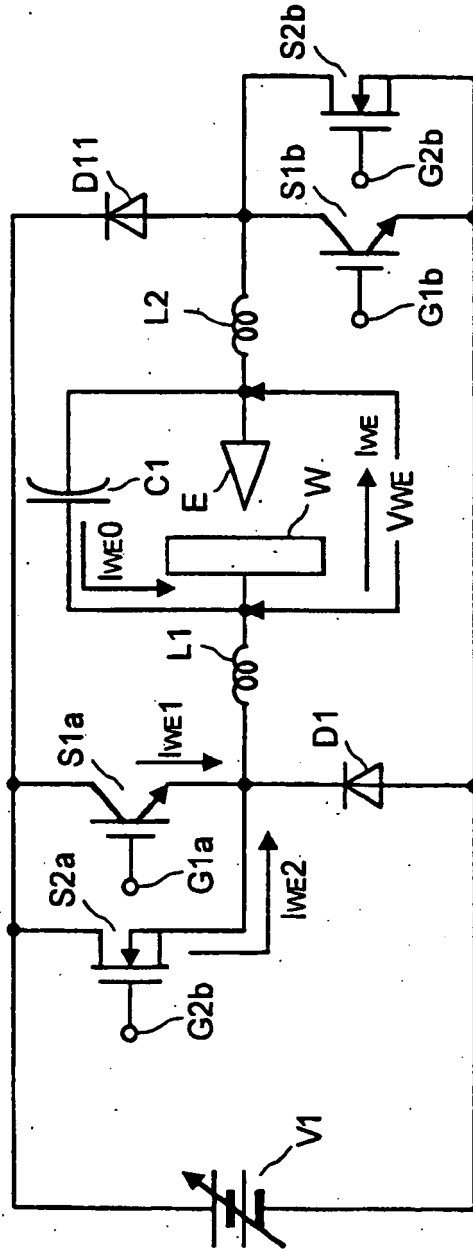 V1
S2a
G2b
S1a
G1a
IWE1
IWE2
D1
L1
IWE0
C1
E
W
IWE
VWE
L2
D11
S1b
G1b
S2b
G2b